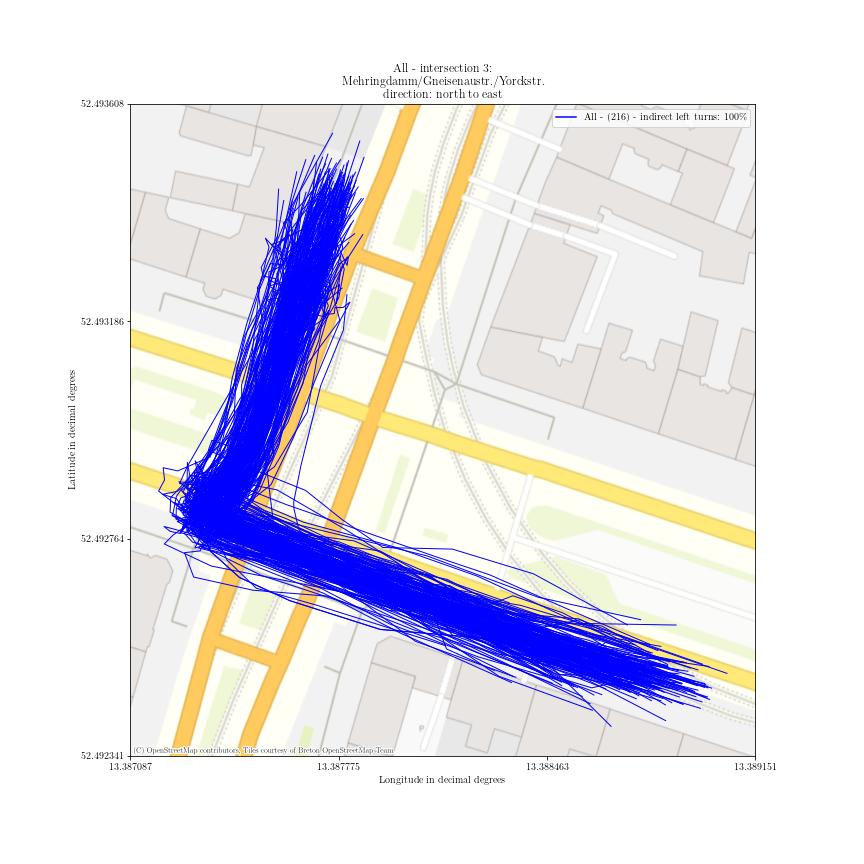 All - intersection 3:
Mehringdamm/Gneisenaustr./Yorckstr.
direction: north to east
52.493608
All - (216) - indirect left turns: 100%
52.493186
Latitude in decimal degrees
52.492764
P
(C) OpenStreetMap contributors, Tiles courtesy of Breton OpenStreetMap Team
52.492341
13.387087
13.387775
13.388463
13.389151
Longitude in decimal degrees